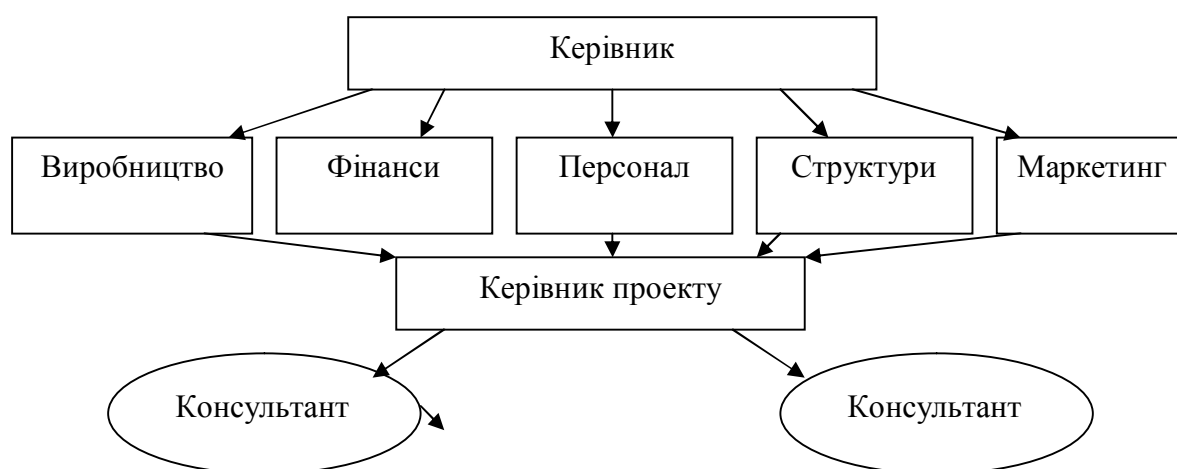 Керівник
Виробництво
Фінанси
Персонал
Структури
Маркетинг
Керівник проекту
Консультант
Консультант